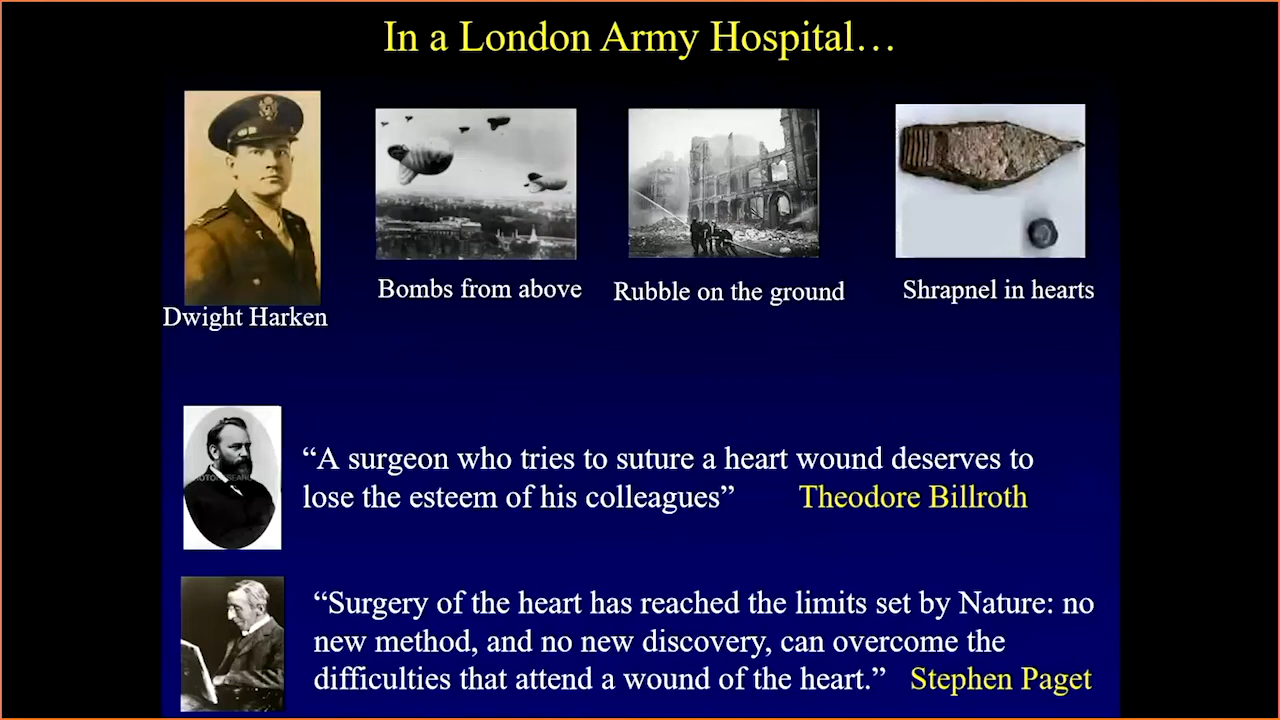 In a London Army Hospital…
Dwight Harken
Bombs from above
Rubble on the ground
Shrapnel in hearts
“A surgeon who tries to suture a heart wound deserves to
lose the esteem of his colleagues” Theodore Billroth
“Surgery of the heart has reached the limits set by Nature: no
new method, and no new discovery, can overcome the
difficulties that attend a wound of the heart.” Stephen Paget